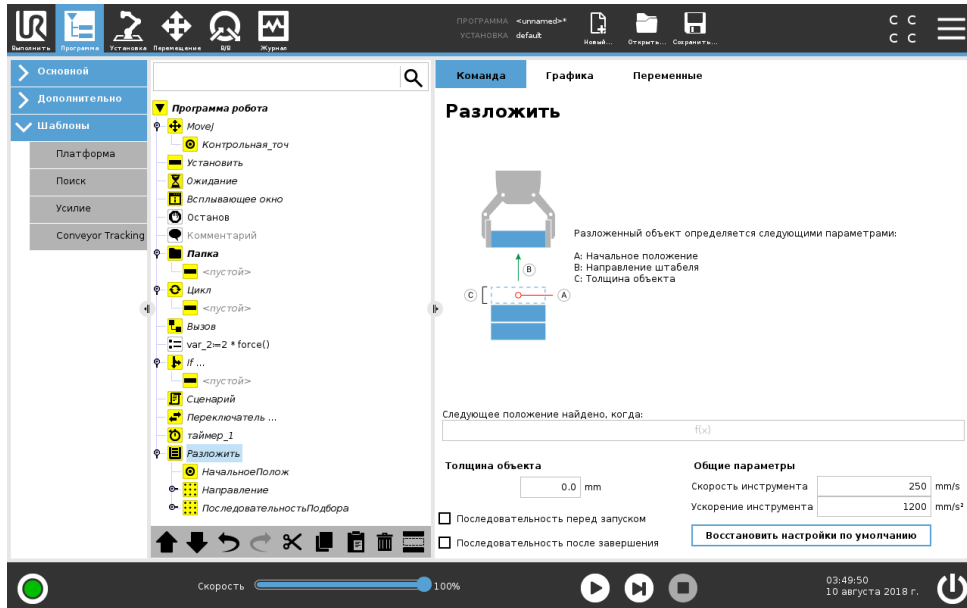 UR
ПРОГРАММА <unnamed>*
УСТАНОВКА default
Выполнить
Программа
Установка
Перемещение
В/В
Журнал
Новый...
Открыть...
Сохранить...
C C
C C
Основной
Дополнительно
Шаблоны
Платформа
Поиск
Усилие
Conveyor Tracking
Программа робота
MoveJ
Контрольная_точ
Установить
Ожидание
Всплывающее окно
Останов
Комментарий
Папка
<пустой>
Цикл
<пустой>
Вызов
var_2≔2 * force()
If ...
<пустой>
Сценарий
Переключатель ...
таймер_1
Разложить
НачальноеПолож
Направление
ПоследовательностьПодбора
Команда
Графика
Переменные
Разложить
Разложенный объект определяется следующими параметрами:
A: Начальное положение
B: Направление штабеля
C: Толщина объекта
B
C
A
Следующее положение найдено, когда:
f(x)
Толщина объекта
0.0 mm
Последовательность перед запуском
Последовательность после завершения
Общие параметры
Скорость инструмента 250 mm/s
Ускорение инструмента 1200 mm/s²
Восстановить настройки по умолчанию
Скорость
100%
03:49:50
10 августа 2018 г.